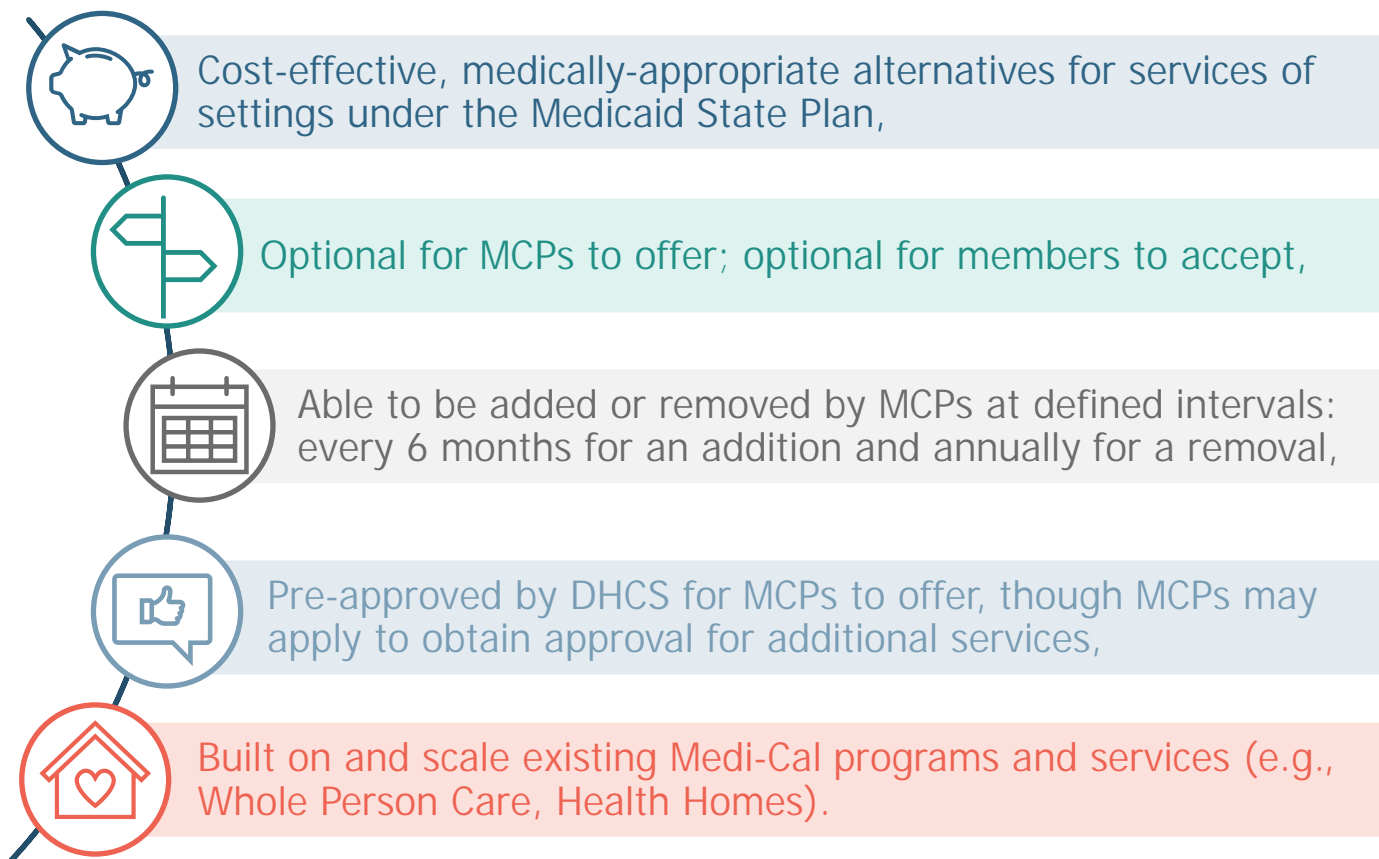 Cost-effective, medically-appropriate alternatives for services of
settings under the Medicaid State Plan,
Optional for MCPs to offer; optional for members to accept,
Able to be added or removed by MCPs at defined intervals:
every 6 months for an addition and annually for a removal,
Pre-approved by DHCS for MCPs to offer, though MCPs may
apply to obtain approval for additional services,
Built on and scale existing Medi-Cal programs and services (e.g.,
Whole Person Care, Health Homes).